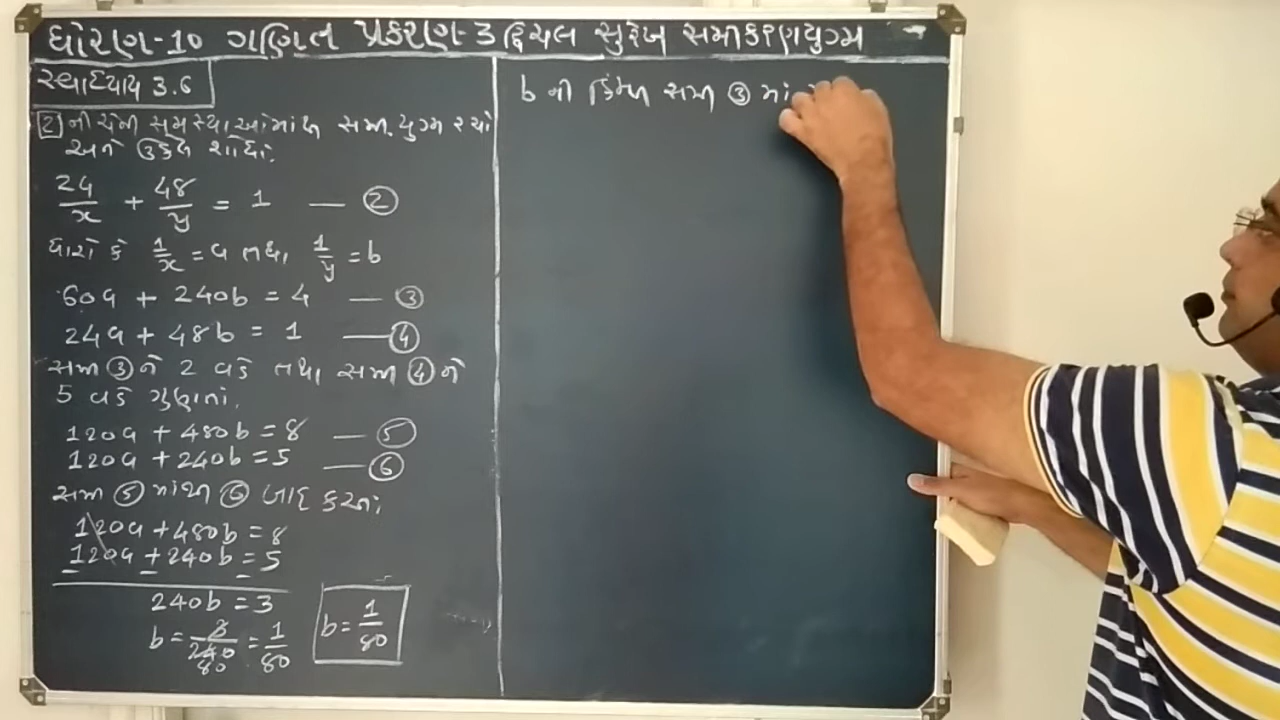 ધોરણ-10 ગણિત પ્રકરણ-3 દ્વિચલ સુરેખ સમીકરણયુગ્મ
સ્વાધ્યાય 3.6
2 નીચેની સમસ્યાઓમાંથી સમી. યુગ્મ રચો
અને ઉકેલ શોધો.
24/x + 48/y = 1 — ②
ધારો કે 1/x = a તથા 1/y = b
60a + 240b = 4 — ③
24a + 48b = 1 — ④
સમી ③ ને 2 વડે તથા સમી ④ ને
5 વડે ગુણતાં,
120a + 480b = 8 — ⑤
120a + 240b = 5 — ⑥
સમી ⑤ માંથી ⑥ બાદ કરતાં,
120a + 480b = 8
120a + 240b = 5
240b = 3
b = 3/240 = 1/80
80
b = 1/80
b ની કિંમત સમી ③ માં